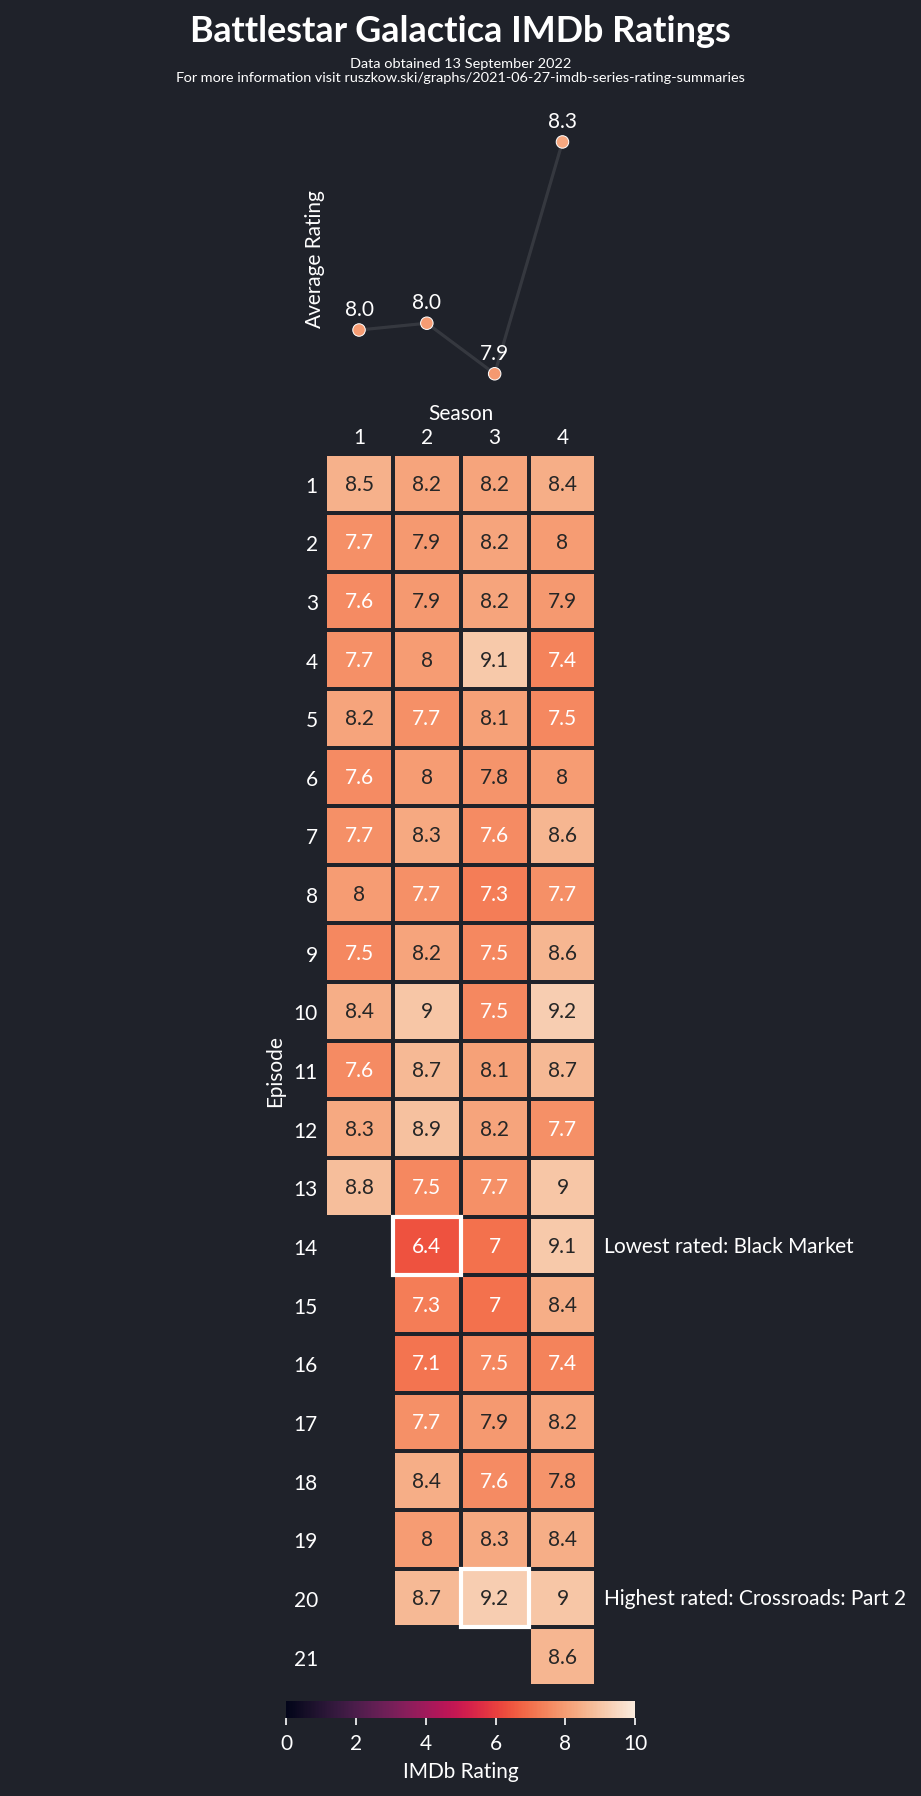 Battlestar Galactica IMDb Ratings
Data obtained 13 September 2022
For more information visit ruszkow.ski/graphs/2021-06-27-imdb-series-rating-summaries
8.3
Average Rating
8.0 8.0
7.9
Season
1 2 3 4
1 8.5 8.2 8.2 8.4
2 7.7 7.9 8.2 8
3 7.6 7.9 8.2 7.9
4 7.7 8 9.1 7.4
5 8.2 7.7 8.1 7.5
6 7.6 8 7.8 8
7 7.7 8.3 7.6 8.6
8 8 7.7 7.3 7.7
9 7.5 8.2 7.5 8.6
10 8.4 9 7.5 9.2
Episode
11 7.6 8.7 8.1 8.7
12 8.3 8.9 8.2 7.7
13 8.8 7.5 7.7 9
14 6.4 7 9.1 Lowest rated: Black Market
15 7.3 7 8.4
16 7.1 7.5 7.4
17 7.7 7.9 8.2
18 8.4 7.6 7.8
19 8 8.3 8.4
20 8.7 9.2 9 Highest rated: Crossroads: Part 2
21 8.6
0 2 4 6 8 10
IMDb Rating